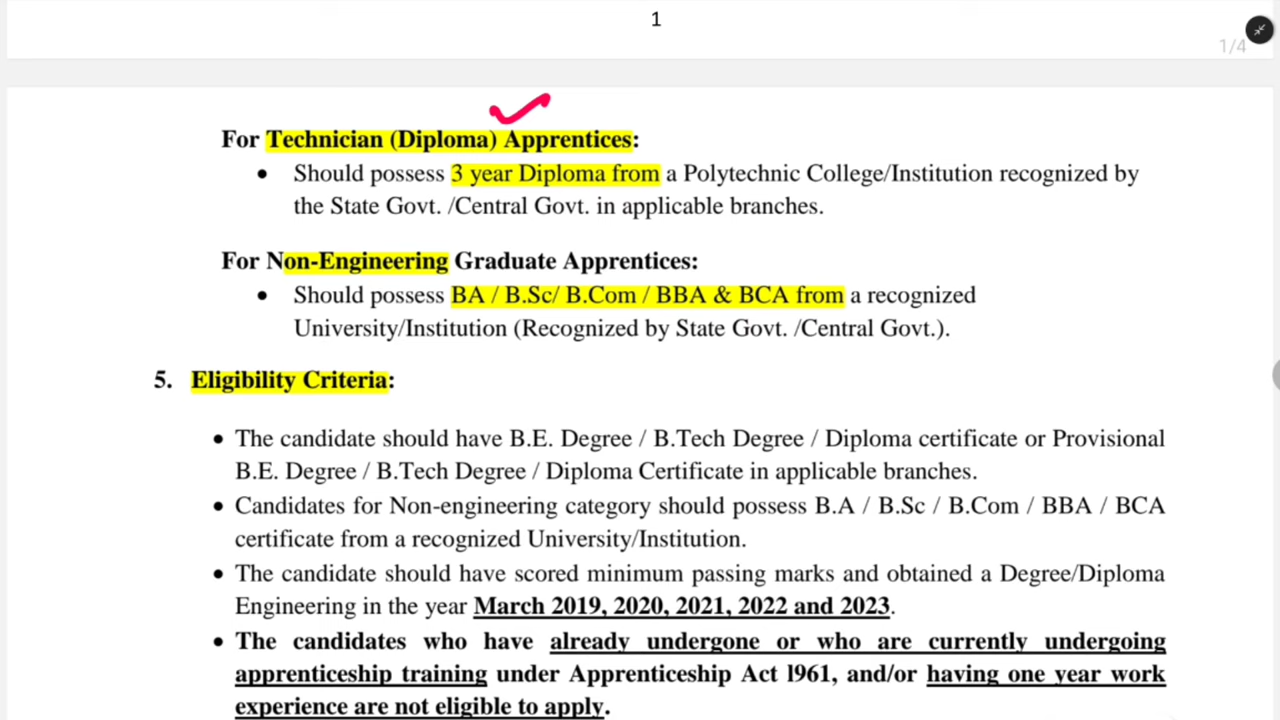 1
1/4
For Technician (Diploma) Apprentices:
• Should possess 3 year Diploma from a Polytechnic College/Institution recognized by
the State Govt. /Central Govt. in applicable branches.
For Non-Engineering Graduate Apprentices:
• Should possess BA / B.Sc/ B.Com / BBA & BCA from a recognized
University/Institution (Recognized by State Govt. /Central Govt.).
5. Eligibility Criteria:
• The candidate should have B.E. Degree / B.Tech Degree / Diploma certificate or Provisional
B.E. Degree / B.Tech Degree / Diploma Certificate in applicable branches.
• Candidates for Non-engineering category should possess B.A / B.Sc / B.Com / BBA / BCA
certificate from a recognized University/Institution.
• The candidate should have scored minimum passing marks and obtained a Degree/Diploma
Engineering in the year March 2019, 2020, 2021, 2022 and 2023.
• The candidates who have already undergone or who are currently undergoing
apprenticeship training under Apprenticeship Act l961, and/or having one year work
experience are not eligible to apply.